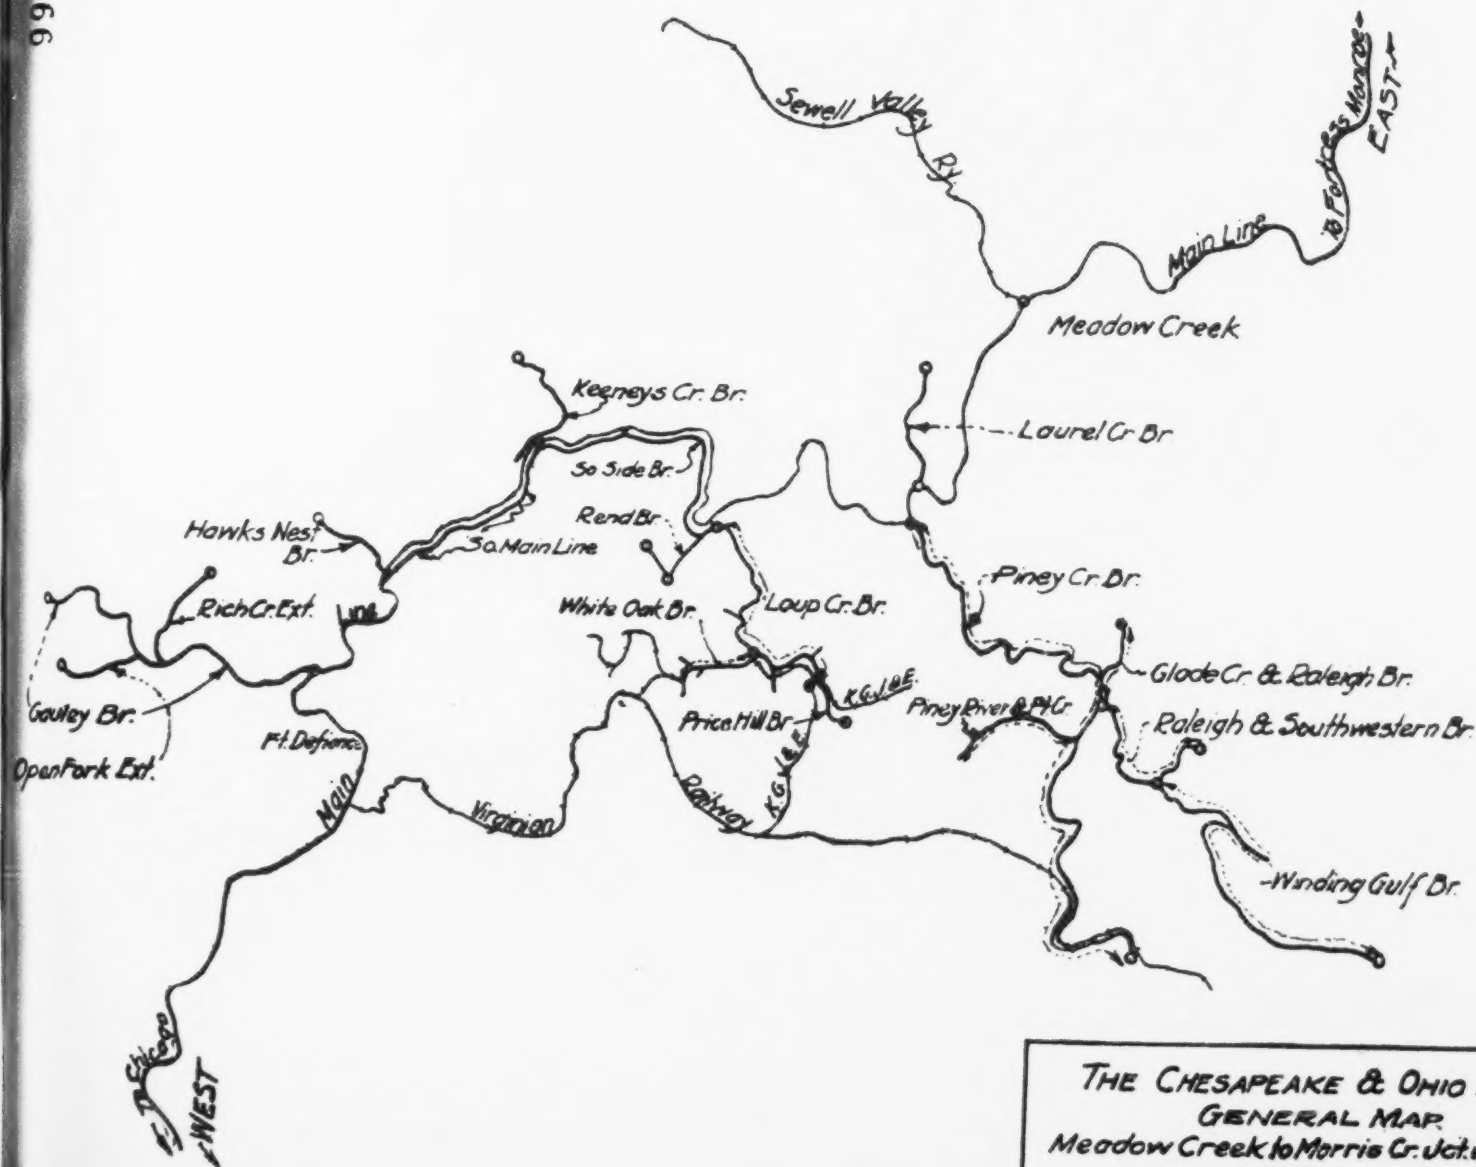 99
Sewell Valley Ry.
To Fortress Monroe
EAST
Main Line
Meadow Creek
Keeneys Cr. Br.
Laurel Cr Br
So Side Br.
Rend Br.
Hawks Nest
Br.
So. Main Line
Piney Cr. Br.
Rich Cr. Ext.
Line
White Oak Br.
Loup Cr. Br.
Glade Cr. & Raleigh Br.
K.G.J. & E.
Gauley Br.
Price Hill Br.
Piney River & Pt. Cr.
Raleigh & Southwestern Br.
Ft. Defiance
Open Fork Ext.
K.G.J. & E.
Main
Virginian
Railway
Winding Gulf Br.
To Chicago
WEST
THE CHESAPEAKE & OHIO
GENERAL MAP
Meadow Creek to Morris Cr. Jct.